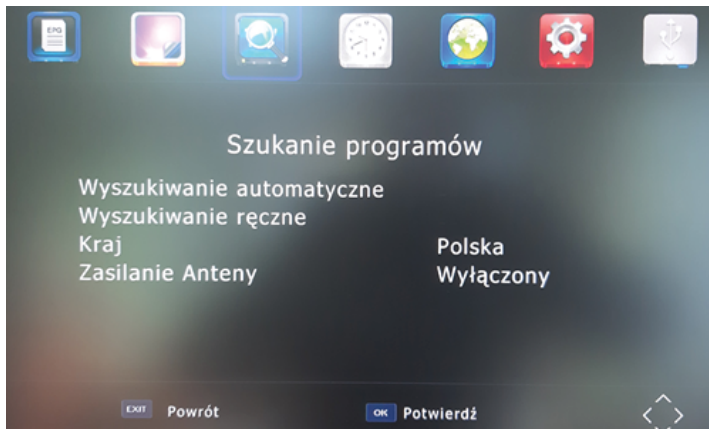 EPG
Szukanie programów
Wyszukiwanie automatyczne
Wyszukiwanie ręczne
Kraj Polska
Zasilanie Anteny Wyłączony
EXIT Powrót OK Potwierdź